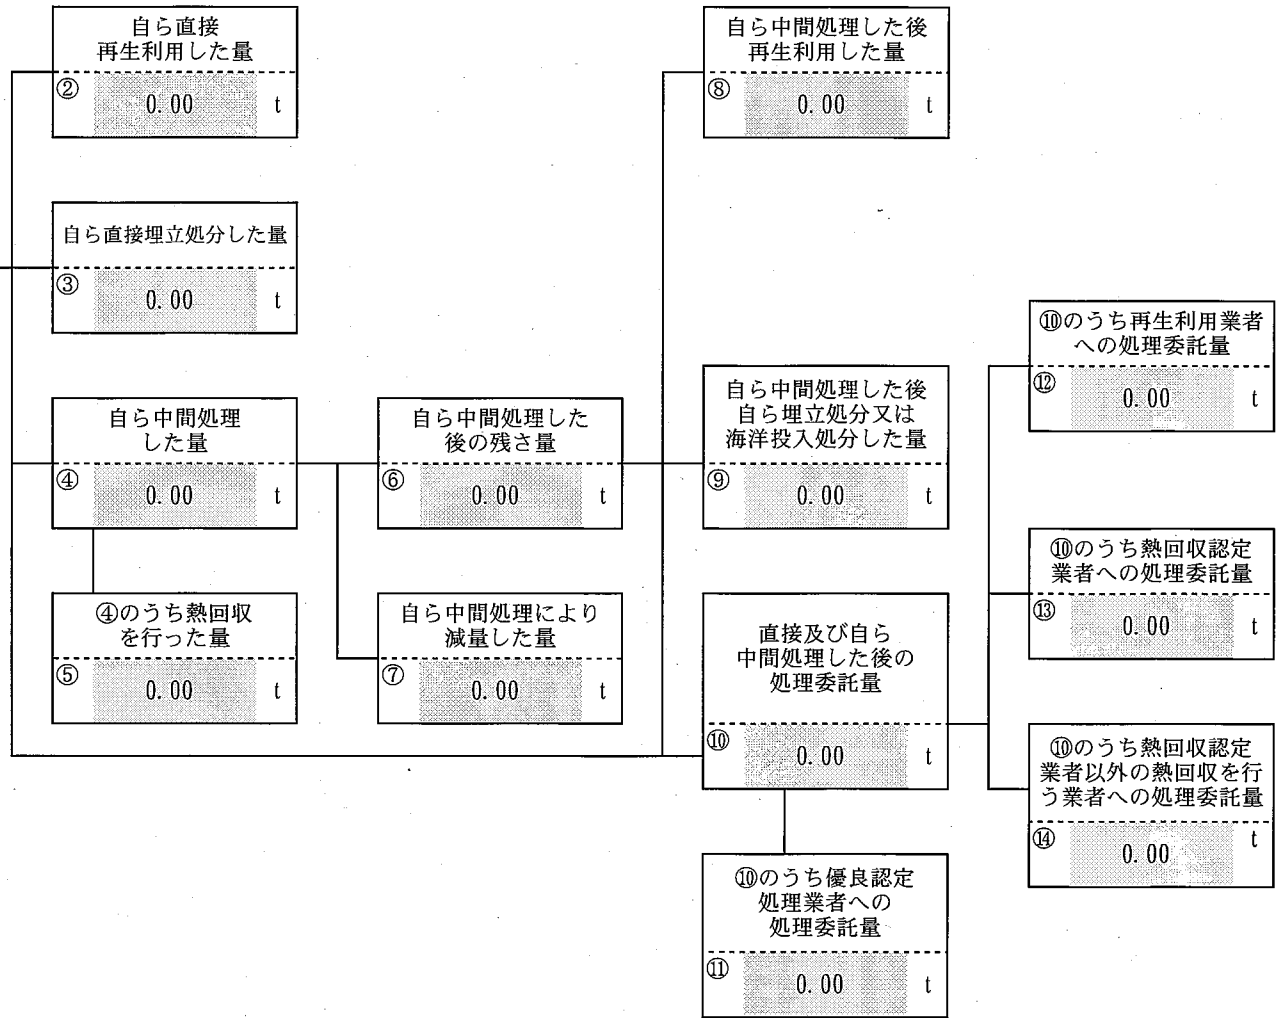 自ら直接
再生利用した量
② 0.00 t
自ら直接埋立処分した量
③ 0.00 t
自ら中間処理
した量
④ 0.00 t
④のうち熱回収
を行った量
⑤ 0.00 t
自ら中間処理した
後の残さ量
⑥ 0.00 t
自ら中間処理により
減量した量
⑦ 0.00 t
自ら中間処理した後
再生利用した量
⑧ 0.00 t
自ら中間処理した後
自ら埋立処分又は
海洋投入処分した量
⑨ 0.00 t
直接及び自ら
中間処理した後の
処理委託量
⑩ 0.00 t
⑩のうち優良認定
処理業者への
処理委託量
⑪ 0.00 t
⑩のうち再生利用業者
への処理委託量
⑫ 0.00 t
⑩のうち熱回収認定
業者への処理委託量
⑬ 0.00 t
⑩のうち熱回収認定
業者以外の熱回収を行
う業者への処理委託量
⑭ 0.00 t